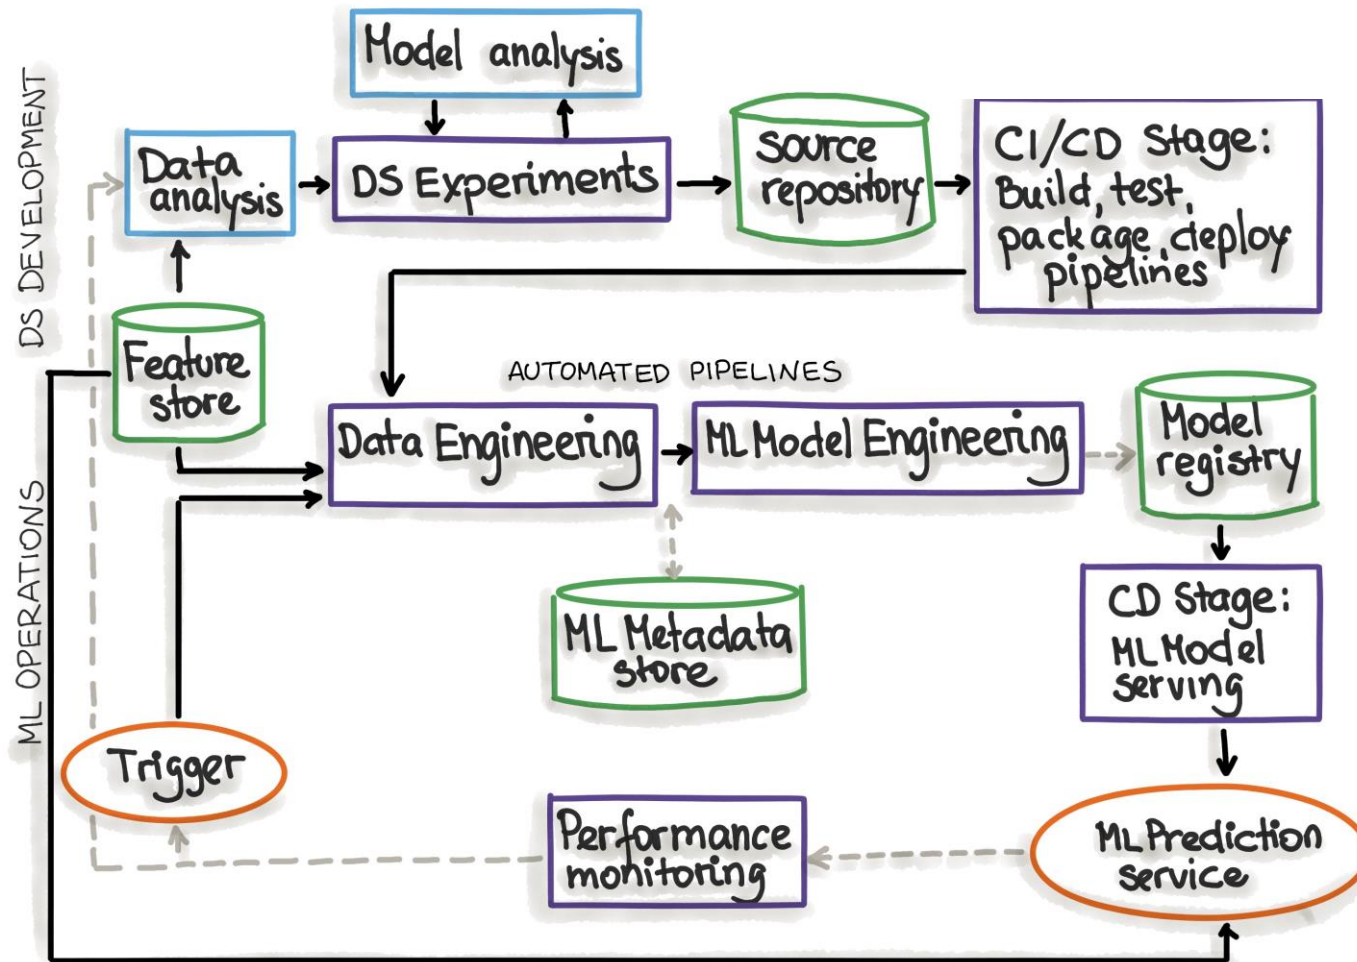 DS DEVELOPMENT
Model analysis
Data
analysis
DS Experiments
source
repository
CI/CD Stage:
Build, test,
package, deploy
pipelines
Feature
store
AUTOMATED PIPELINES
Data Engineering
ML Model Engineering
Model
registry
ML OPERATIONS
ML Metadata
store
CD Stage:
ML Model
serving
Trigger
Performance
monitoring
ML Prediction
service